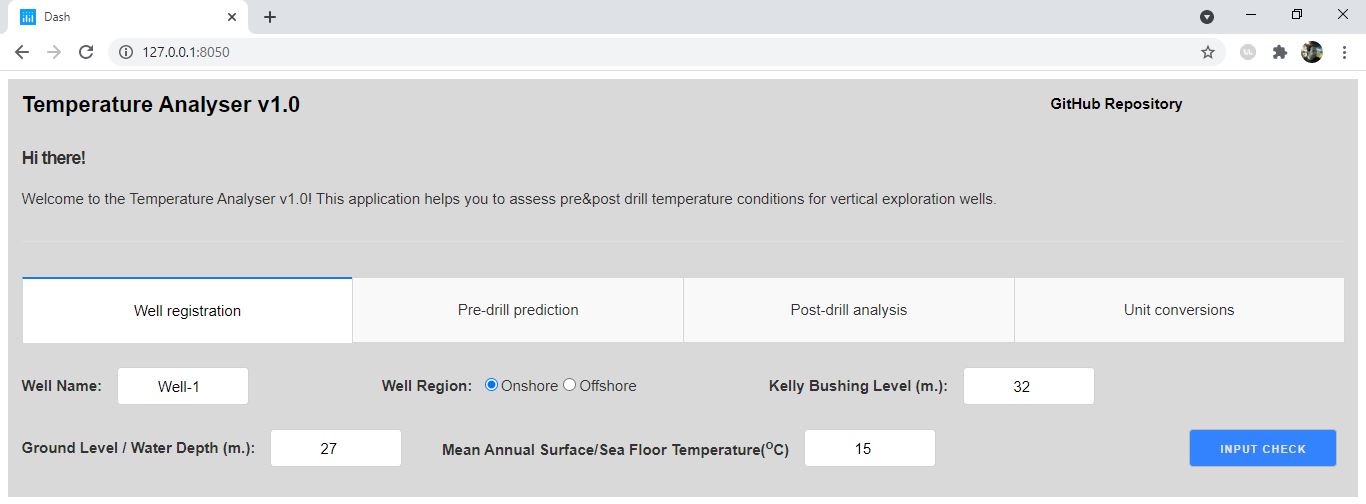 Dash
127.0.0.1:8050
Temperature Analyser v1.0 GitHub Repository
Hi there!
Welcome to the Temperature Analyser v1.0! This application helps you to assess pre&post drill temperature conditions for vertical exploration wells.
Well registration Pre-drill prediction Post-drill analysis Unit conversions
Well Name: Well-1 Well Region: Onshore Offshore Kelly Bushing Level (m.): 32
Ground Level / Water Depth (m.): 27 Mean Annual Surface/Sea Floor Temperature(⁰C) 15 INPUT CHECK